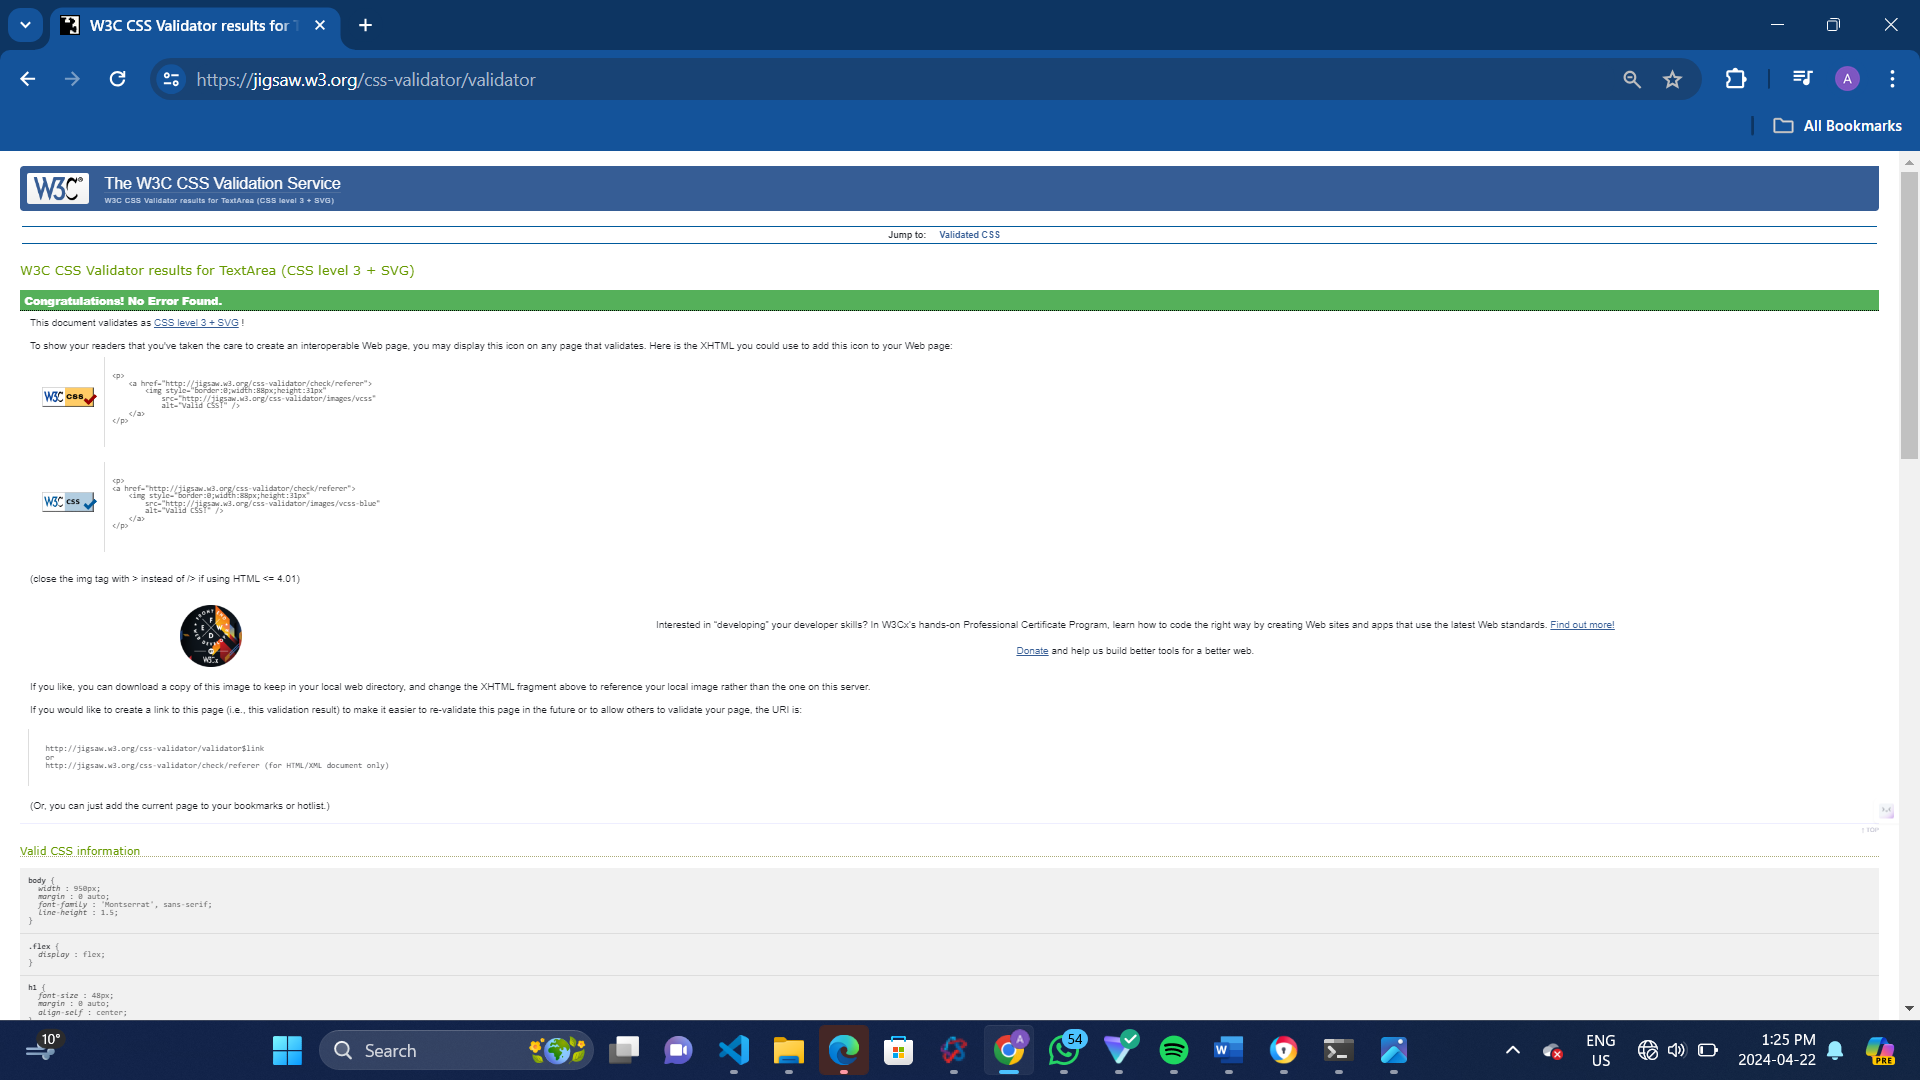 W3C CSS Validator results for T
https://jigsaw.w3.org/css-validator/validator
A
All Bookmarks
W3C®
The W3C CSS Validation Service
W3C CSS Validator results for TextArea (CSS level 3 + SVG)
Jump to: Validated CSS
W3C CSS Validator results for TextArea (CSS level 3 + SVG)
Congratulations! No Error Found.
This document validates as CSS level 3 + SVG !
To show your readers that you've taken the care to create an interoperable Web page, you may display this icon on any page that validates. Here is the XHTML you could use to add this icon to your Web page:
W3C css
<p>
<a href="http://jigsaw.w3.org/css-validator/check/referer">
<img style="border:0;width:88px;height:31px"
src="http://jigsaw.w3.org/css-validator/images/vcss"
alt="Valid CSS!" />
</a>
</p>
W3C css
<p>
<a href="http://jigsaw.w3.org/css-validator/check/referer">
<img style="border:0;width:88px;height:31px"
src="http://jigsaw.w3.org/css-validator/images/vcss-blue"
alt="Valid CSS!" />
</a>
</p>
(close the img tag with > instead of /> if using HTML <= 4.01)
W3Cx
Interested in "developing" your developer skills? In W3Cx's hands-on Professional Certificate Program, learn how to code the right way by creating Web sites and apps that use the latest Web standards. Find out more!
Donate and help us build better tools for a better web.
If you like, you can download a copy of this image to keep in your local web directory, and change the XHTML fragment above to reference your local image rather than the one on this server.
If you would like to create a link to this page (i.e., this validation result) to make it easier to re-validate this page in the future or to allow others to validate your page, the URI is:
http://jigsaw.w3.org/css-validator/validator$link
or
http://jigsaw.w3.org/css-validator/check/referer (for HTML/XML document only)
(Or, you can just add the current page to your bookmarks or hotlist.)
↑ TOP
Valid CSS information
body {
width : 950px;
margin : 0 auto;
font-family : 'Montserrat', sans-serif;
line-height : 1.5;
}
.flex {
display : flex;
}
h1 {
font-size : 48px;
margin : 0 auto;
align-self : center;
10°
Search
A
54
ENG
US
1:25 PM
2024-04-22
PRE